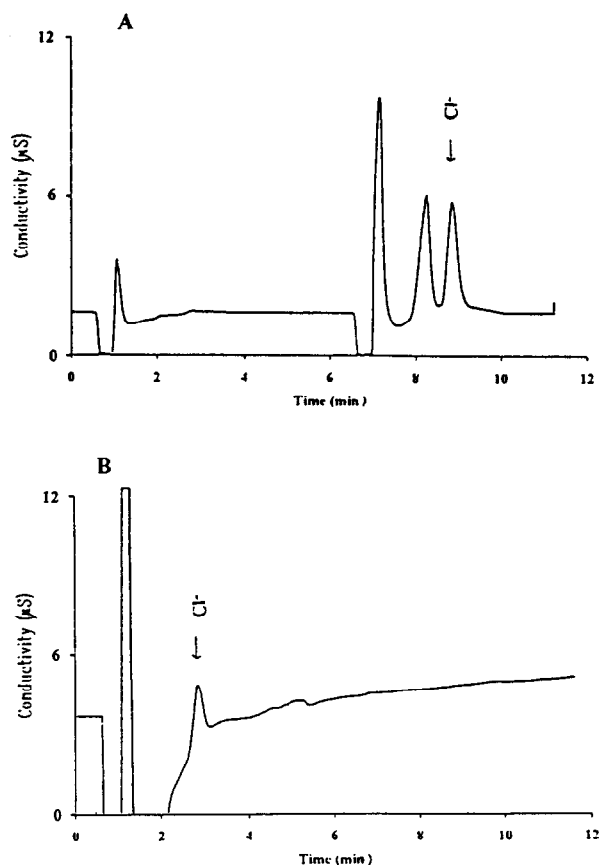 A
12
6
0
Conductivity (µS)
Cl-
0 2 4 6 8 10 12
Time (min)
B
12
6
0
Conductivity (µS)
Cl-
0 2 4 6 8 10 12
Time (min)